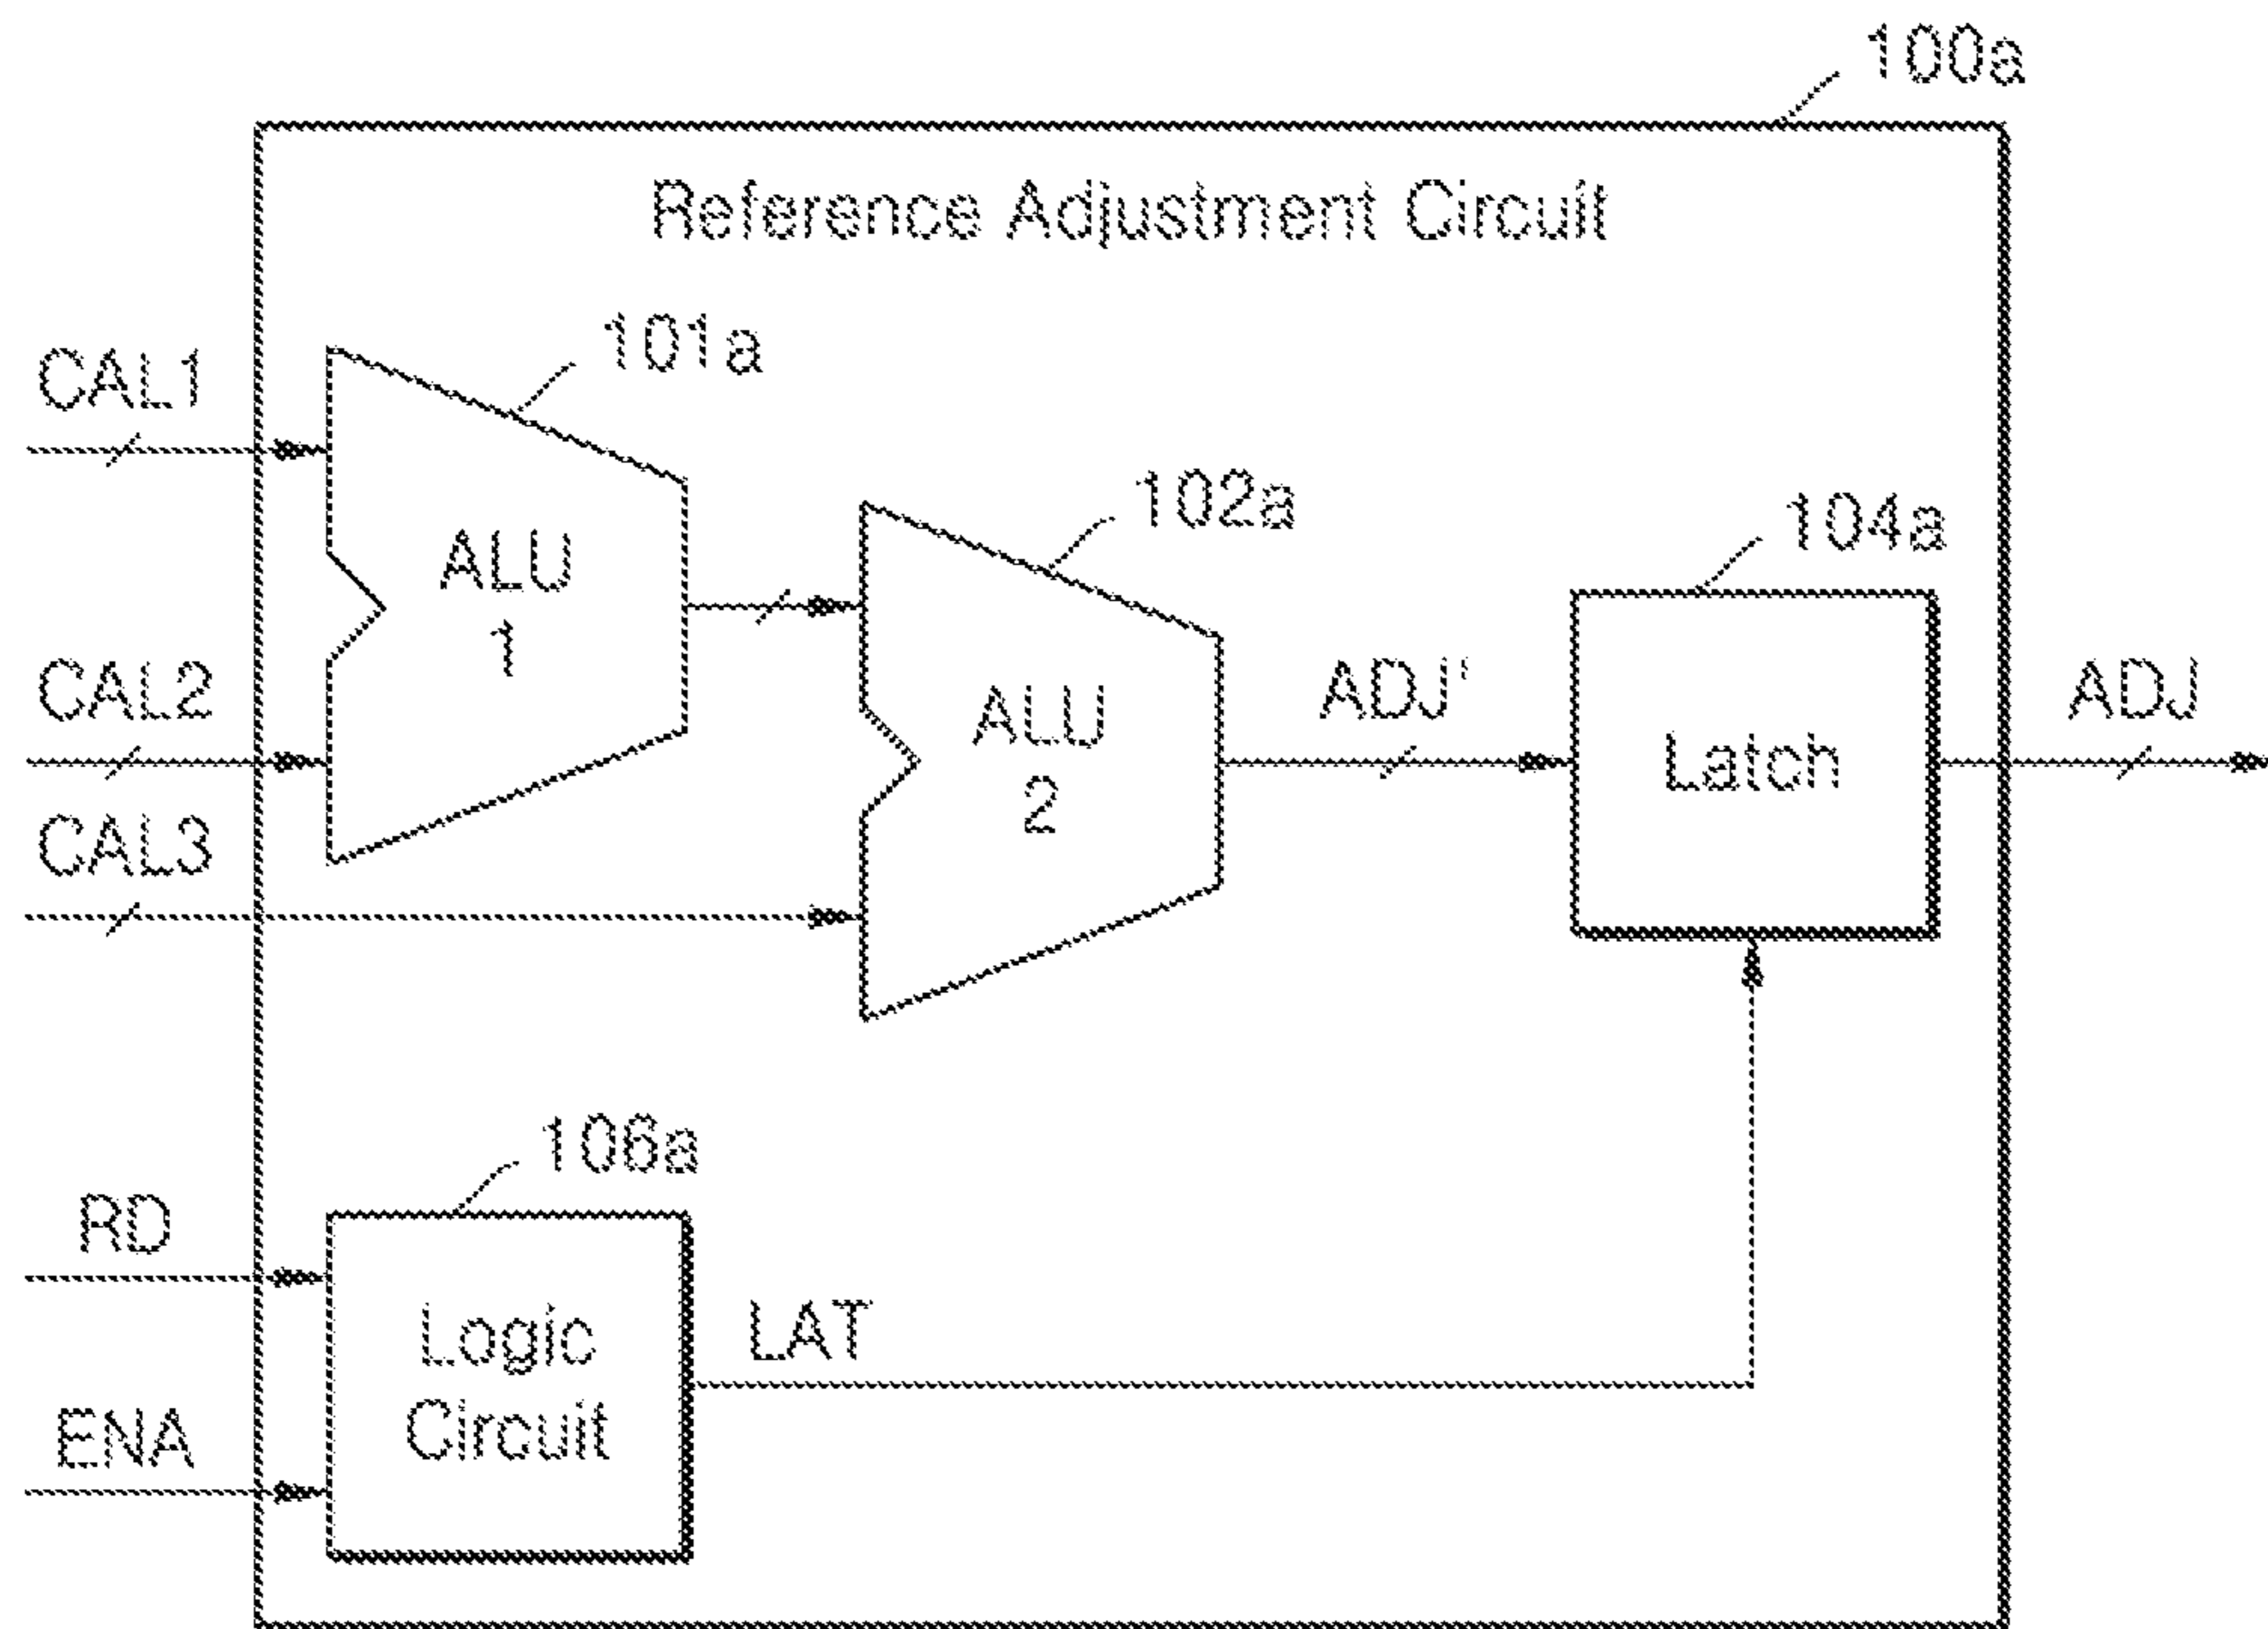 100a
Reference Adjustment Circuit
101a
CAL1
102a
104a
ALU
1
CAL2
ALU
2
ADJ'
Latch
ADJ
CAL3
106a
RD
Logic
Circuit
LAT
ENA